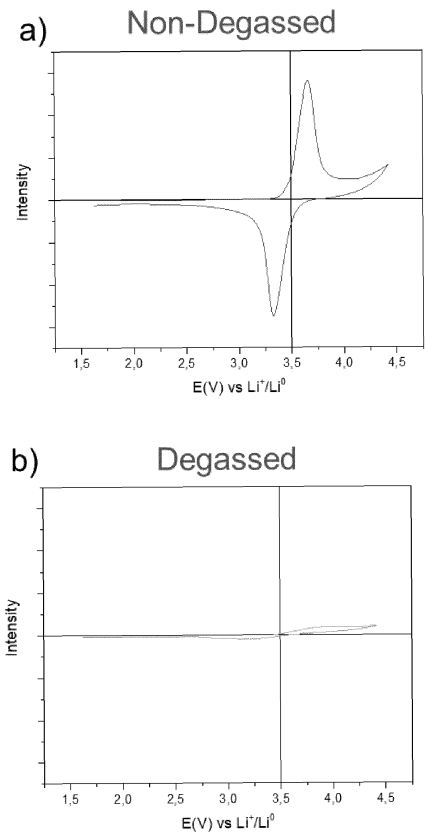 a) Non-Degassed
Intensity
1,5 2,0 2,5 3,0 3,5 4,0 4,5
E(V) vs Li⁺/Li⁰
b) Degassed
Intensity
1,5 2,0 2,5 3,0 3,5 4,0 4,5
E(V) vs Li⁺/Li⁰